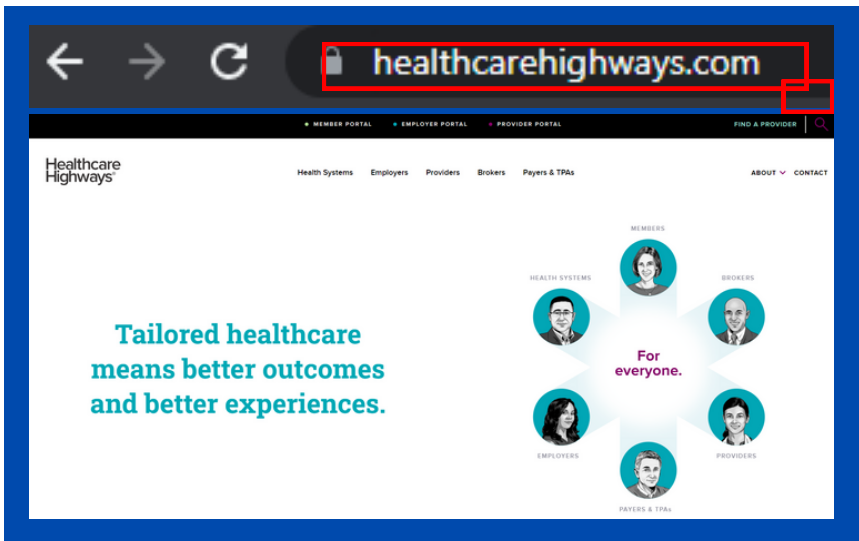 healthcarehighways.com
MEMBER PORTAL EMPLOYER PORTAL PROVIDER PORTAL FIND A PROVIDER
Healthcare
Highways®
Health Systems Employers Providers Brokers Payers & TPAs ABOUT CONTACT
MEMBERS
HEALTH SYSTEMS BROKERS
Tailored healthcare
means better outcomes
and better experiences.
For
everyone.
EMPLOYERS PROVIDERS
PAYERS & TPAs